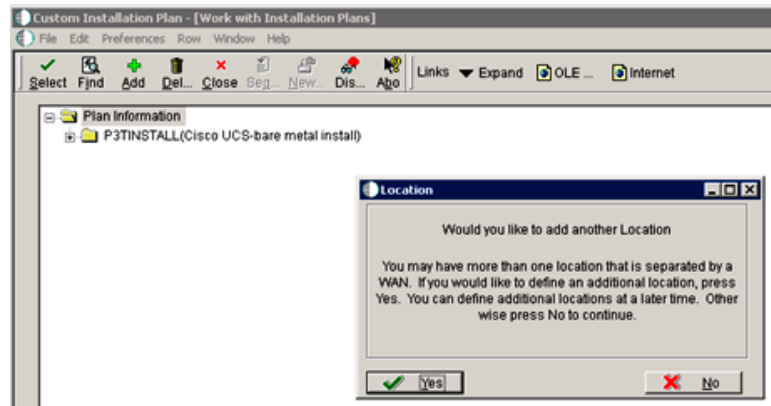 Custom Installation Plan - [Work with Installation Plans]
File Edit Preferences Row Window Help
Select Find Add Del... Close Seq... New... Dis... Abo Links Expand OLE ... Internet
Plan Information
P3TINSTALL(Cisco UCS-bare metal install)
Location
Would you like to add another Location
You may have more than one location that is separated by a
WAN. If you would like to define an additional location, press
Yes. You can define additional locations at a later time. Other
wise press No to continue.
Yes No